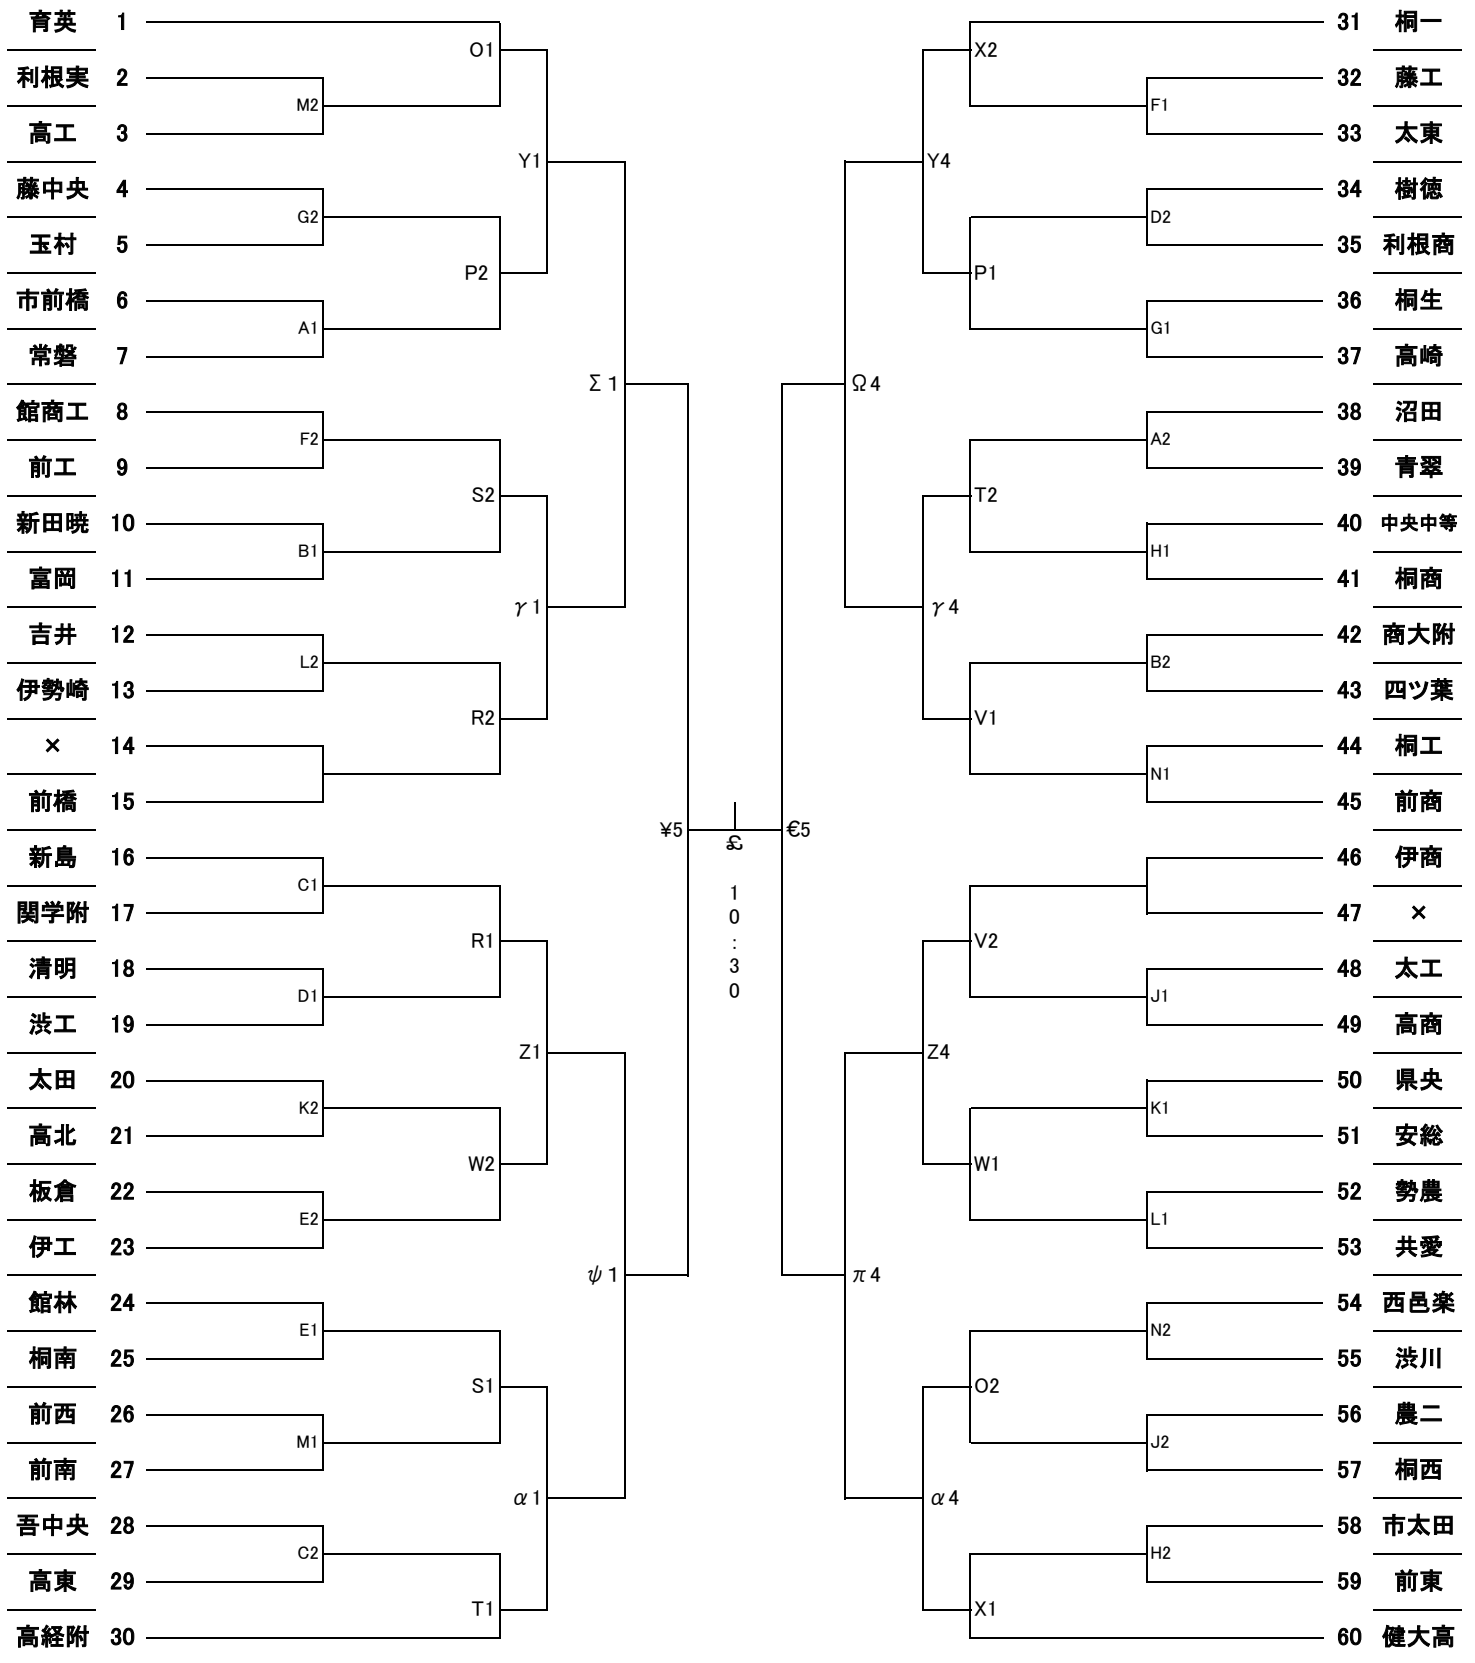 育英 1
O1
利根実 2
M2
高工 3
Y1
藤中央 4
G2
玉村 5
P2
市前橋 6
A1
常磐 7
Σ1
館商工 8
F2
前工 9
S2
新田暁 10
B1
富岡 11
γ1
吉井 12
L2
伊勢崎 13
R2
× 14
前橋 15
¥5
新島 16
C1
関学附 17
R1
清明 18
D1
渋工 19
Z1
太田 20
K2
高北 21
W2
板倉 22
E2
伊工 23
ψ1
館林 24
E1
桐南 25
S1
前西 26
M1
前南 27
α1
吾中央 28
C2
高東 29
T1
高経附 30
£
10:30
31 桐一
X2
32 藤工
F1
33 太東
Y4
34 樹徳
D2
35 利根商
P1
36 桐生
G1
37 高崎
Ω4
38 沼田
A2
39 青翠
T2
40 中央中等
H1
41 桐商
γ4
42 商大附
B2
43 四ツ葉
V1
44 桐工
N1
45 前商
€5
46 伊商
47 ×
V2
48 太工
J1
49 高商
Z4
50 県央
K1
51 安総
W1
52 勢農
L1
53 共愛
π4
54 西邑楽
N2
55 渋川
O2
56 農二
J2
57 桐西
α4
58 市太田
H2
59 前東
X1
60 健大高